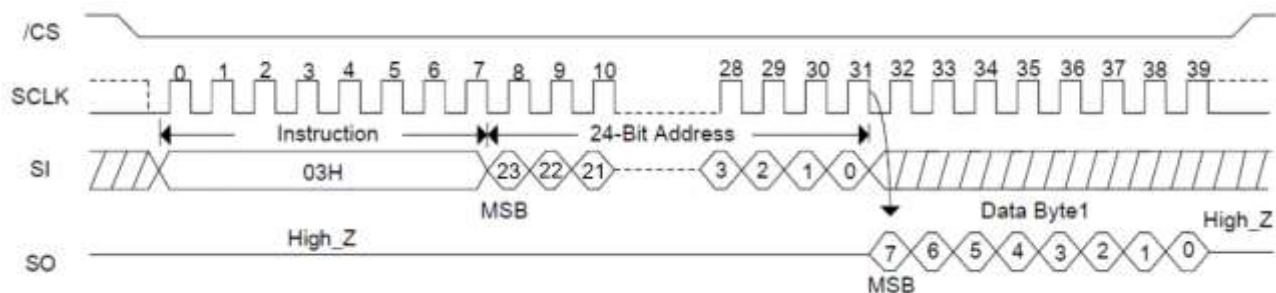 /CS
0 1 2 3 4 5 6 7 8 9 10 28 29 30 31 32 33 34 35 36 37 38 39
SCLK
Instruction 24-Bit Address
SI 03H 23 22 21 3 2 1 0
MSB Data Byte1
High_Z High_Z
SO 7 6 5 4 3 2 1 0
MSB